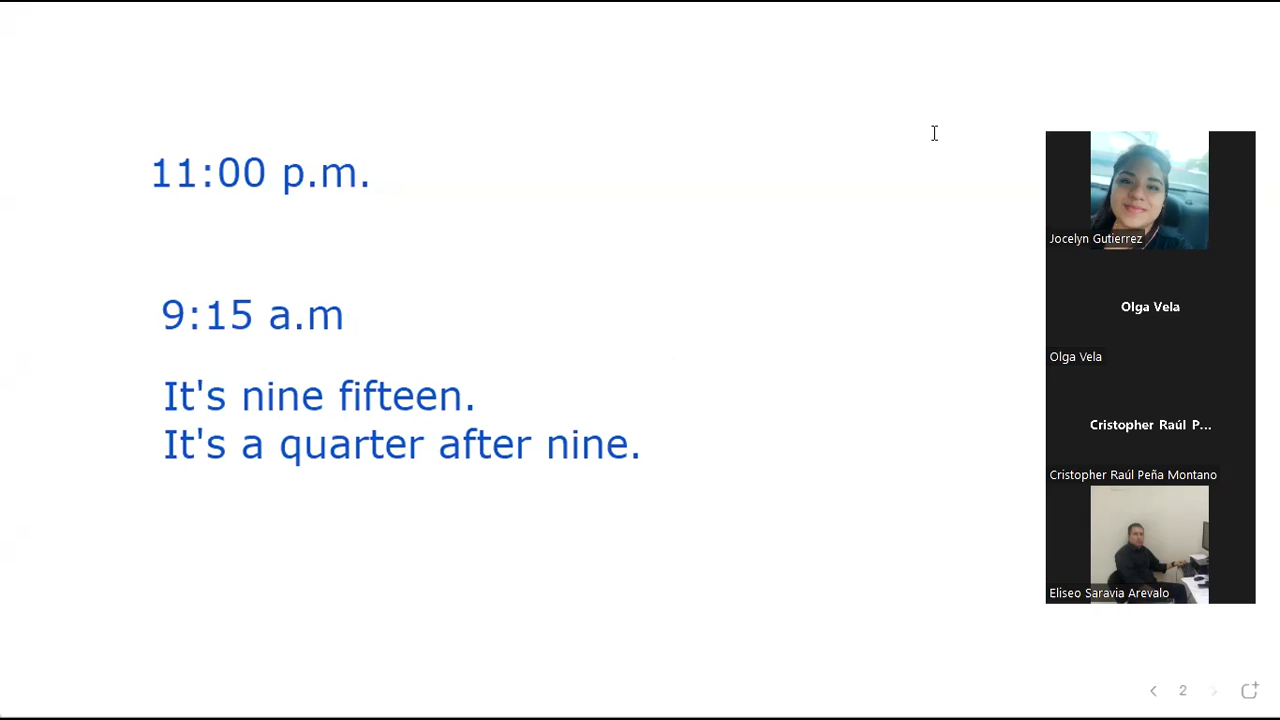 11:00 p.m.
9:15 a.m
It's nine fifteen.
It's a quarter after nine.
Jocelyn Gutierrez
Olga Vela
Olga Vela
Cristopher Raúl P...
Cristopher Raúl Peña Montano
Eliseo Saravia Arevalo
2